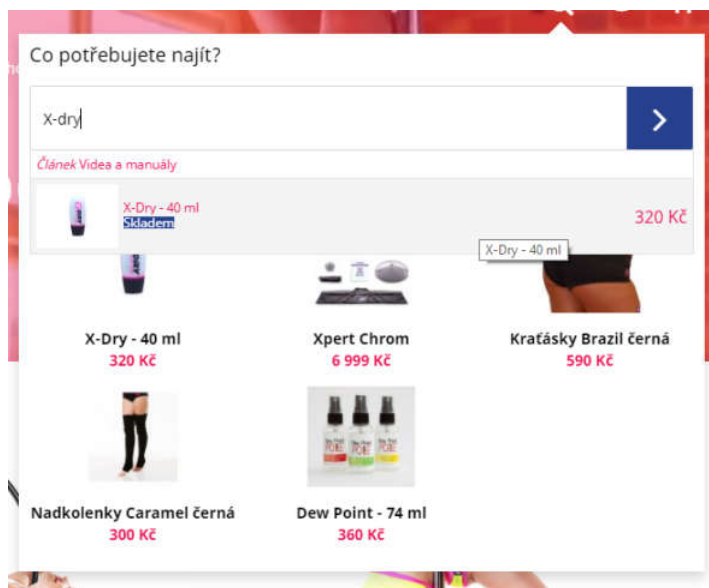 Co potřebujete najít?
X-dry
Článek Videa a manuály
X-Dry - 40 ml
Skladem
320 Kč
X-Dry - 40 ml
X-Dry - 40 ml
320 Kč
Xpert Chrom
6 999 Kč
Kraťásky Brazil černá
590 Kč
Nadkolenky Caramel černá
300 Kč
Dew Point - 74 ml
360 Kč